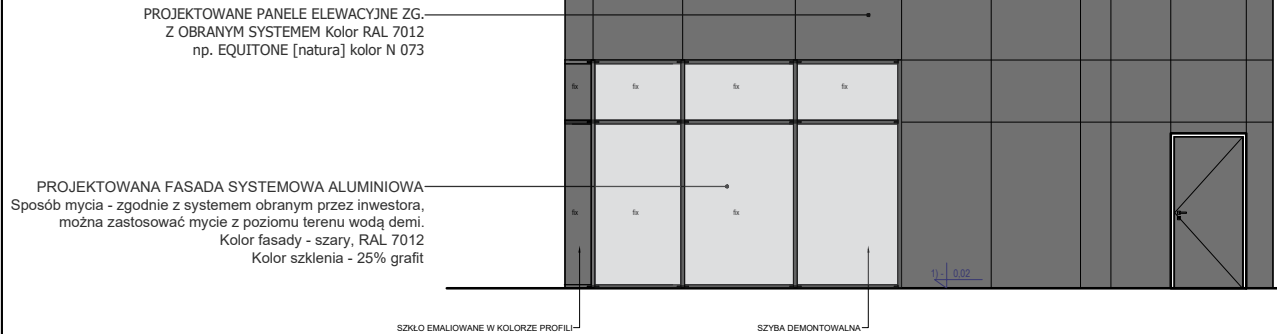 PROJEKTOWANE PANELE ELEWACYJNE ZG.
Z OBRANYM SYSTEMEM Kolor RAL 7012
np. EQUITONE [natura] kolor N 073
fix fix fix fix
PROJEKTOWANA FASADA SYSTEMOWA ALUMINIOWA
Sposób mycia - zgodnie z systemem obranym przez inwestora,
można zastosować mycie z poziomu terenu wodą demi.
Kolor fasady - szary, RAL 7012
Kolor szklenia - 25% grafit
fix fix fix
1) - 0,02
SZKŁO EMALIOWANE W KOLORZE PROFILI
SZYBA DEMONTOWALNA